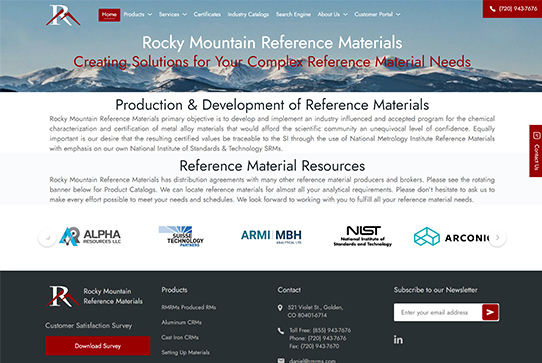 Home Products Services Certificates Industry Catalogs Search Engine About Us Customer Portal
(720) 943-7676
Rocky Mountain Reference Materials
Creating Solutions for Your Complex Reference Material Needs
Production & Development of Reference Materials
Rocky Mountain Reference Materials primary objective is to develop and implement an industry influenced and accepted program for the chemical
characterization and certification of metal alloy materials that would afford the scientific community an unequivocal level of confidence. Equally
important is our desire that the resulting certified values be traceable to the SI through the use of National Metrology Institute Reference Materials
with emphasis on our own National Institute of Standards & Technology SRMs.
Contact Us
Reference Material Resources
Rocky Mountain Reference Materials has distribution agreements with many other reference material producers and brokers. Please see the rotating
banner below for Product Catalogs. We can locate reference materials for almost all your analytical requirements. Please don't hesitate to ask us to
make every effort possible to meet your needs and schedules. We look forward to working with you to fulfill all your reference material needs.
ALPHA
RESOURCES LLC
SUISSE
TECHNOLOGY
PARTNERS
ARMI MBH
ANALYTICAL LTD
NIST
National Institute of
Standards and Technology
ARCONIC
Rocky Mountain
Reference Materials
Customer Satisfaction Survey
Download Survey
Products
RMRMs Produced RMs
Aluminum CRMs
Cast Iron CRMs
Setting Up Materials
Contact
521 Violet St., Golden,
CO 80401-6714
Toll Free: (855) 943-7676
Phone: (720) 943-7676
Fax: (720) 943-7670
daniel@rmrms.com
Subscribe to our Newsletter
Enter your email address